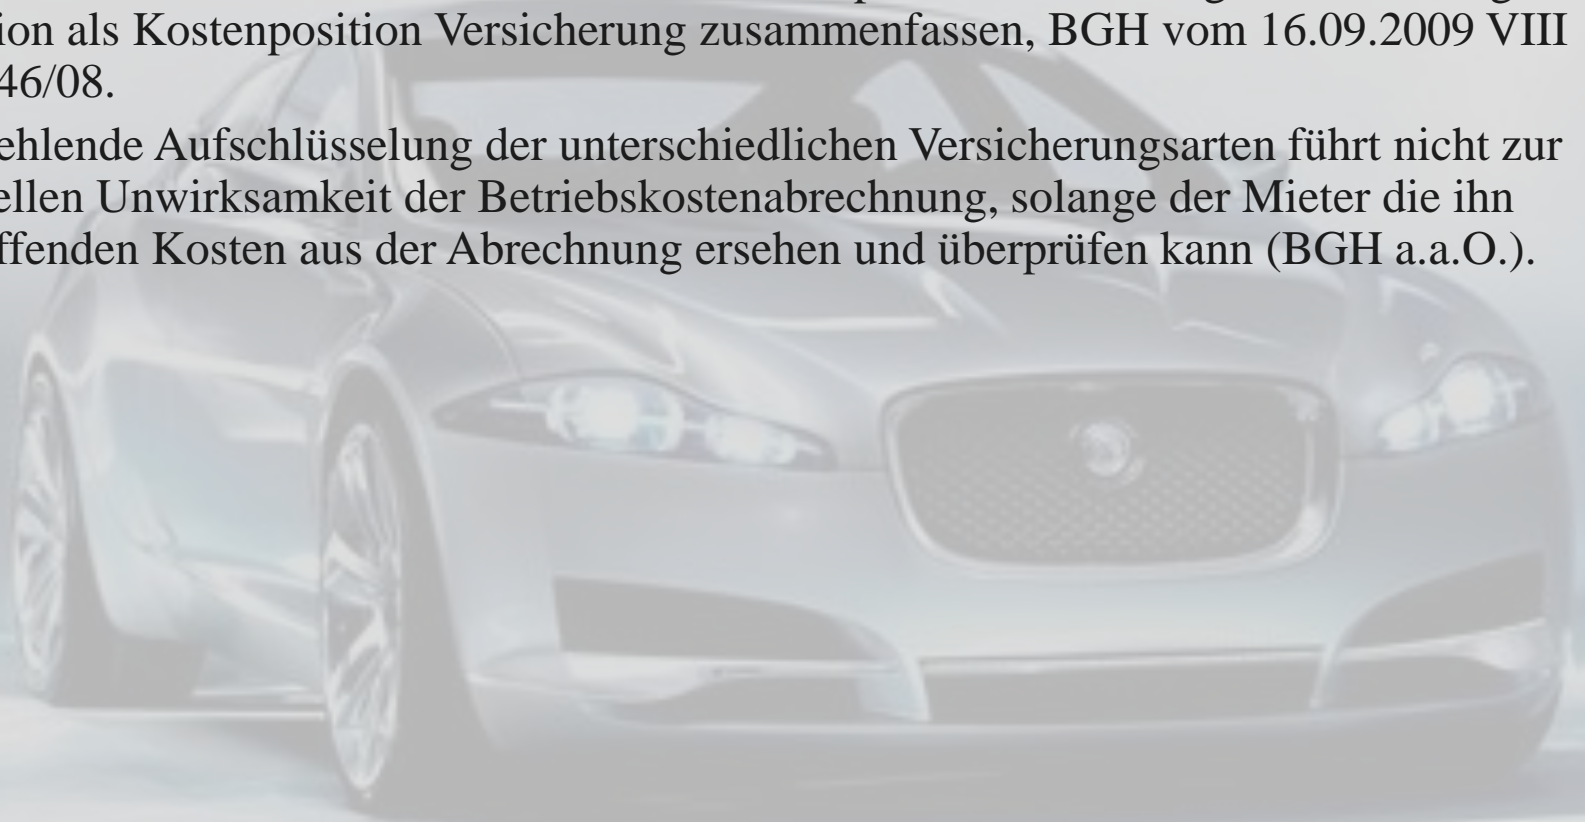 ion als Kostenposition Versicherung zusammenfassen, BGH vom 16.09.2009 VIII
46/08.
ehlende Aufschlüsselung der unterschiedlichen Versicherungsarten führt nicht zur
ellen Unwirksamkeit der Betriebskostenabrechnung, solange der Mieter die ihn
ffenden Kosten aus der Abrechnung ersehen und überprüfen kann (BGH a.a.O.).